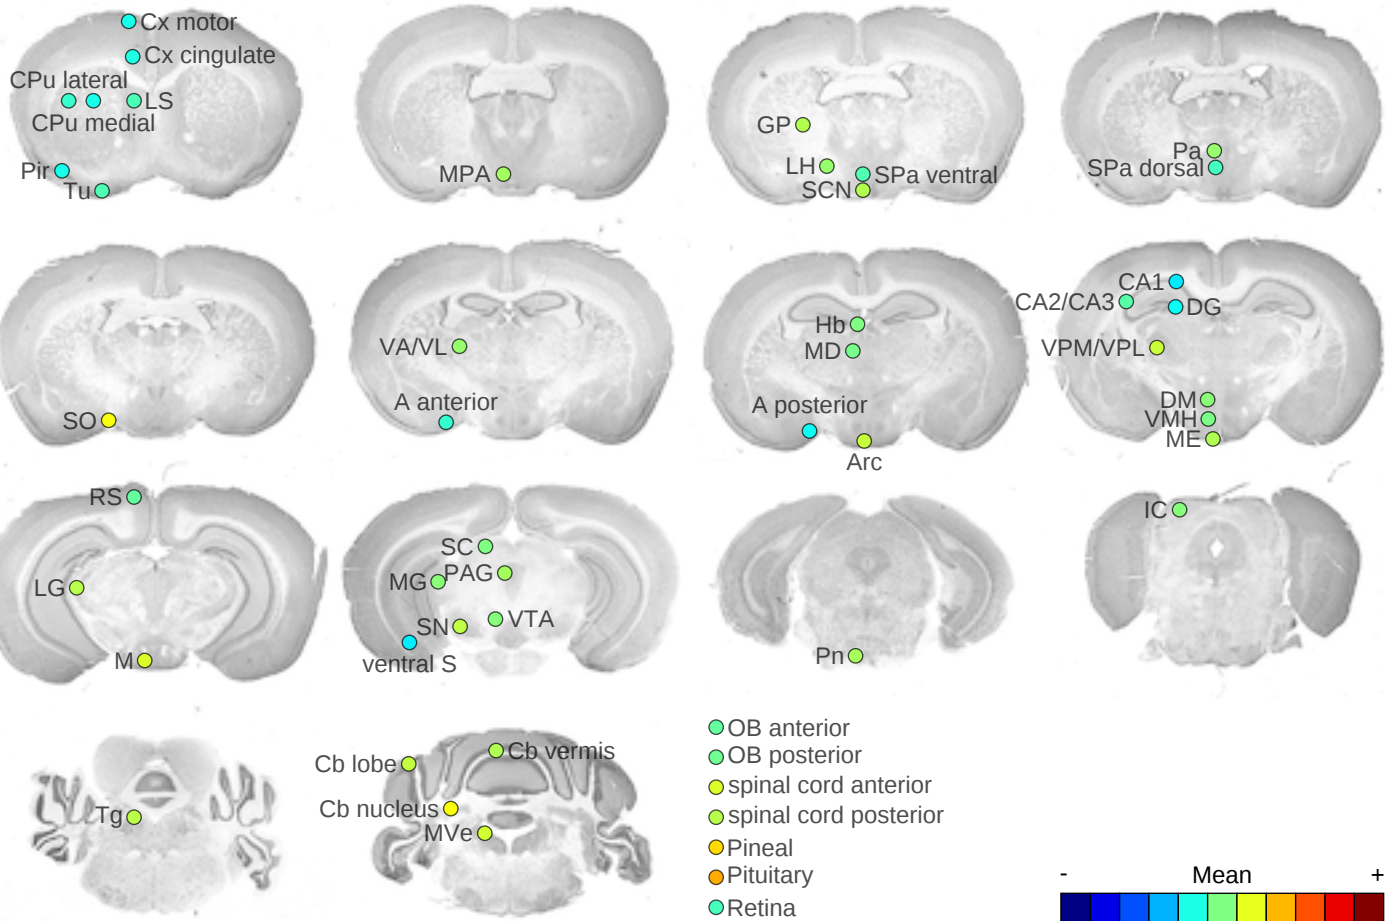 Cx motor
Cx cingulate
CPu lateral
LS
CPu medial
Pir
Tu
MPA
GP
LH
SPa ventral
SCN
Pa
SPa dorsal
SO
VA/VL
A anterior
Hb
MD
A posterior
Arc
CA1
CA2/CA3
DG
VPM/VPL
DM
VMH
ME
RS
LG
M
SC
MG
PAG
SN
VTA
ventral S
Pn
IC
Tg
Cb lobe
Cb vermis
Cb nucleus
MVe
OB anterior
OB posterior
spinal cord anterior
spinal cord posterior
Pineal
Pituitary
Retina
- Mean +